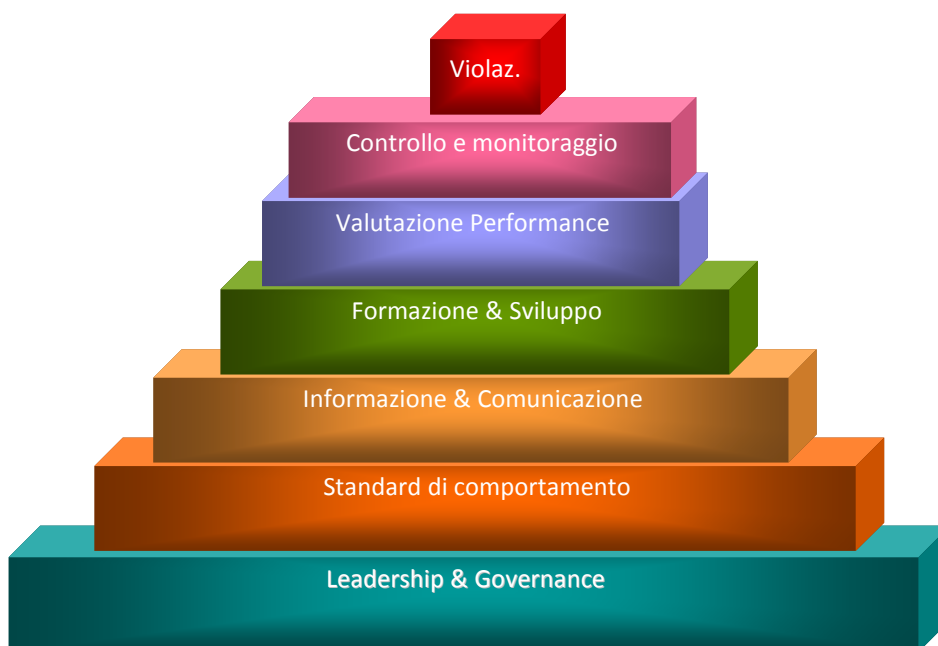 Violaz.
Controllo e monitoraggio
Valutazione Performance
Formazione & Sviluppo
Informazione & Comunicazione
Standard di comportamento
Leadership & Governance